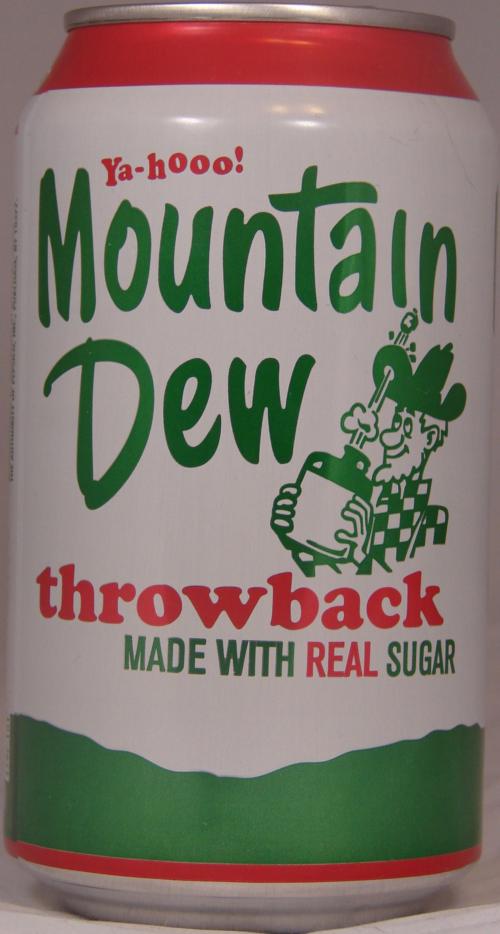 Ya-hooo!
Mountain
Dew
throwback
MADE WITH REAL SUGAR